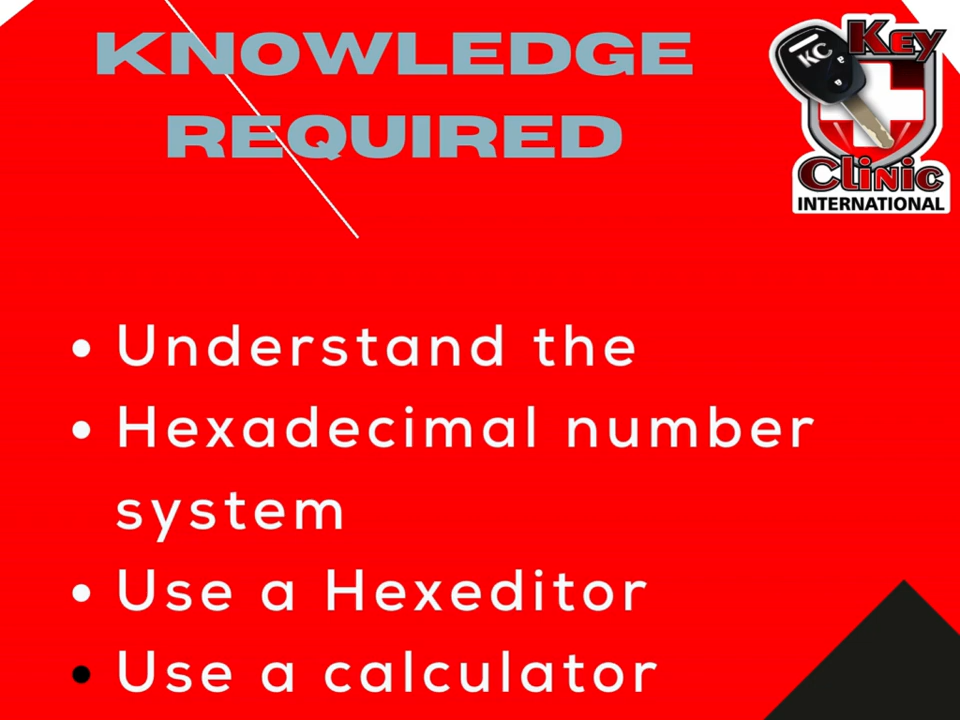 KNOWLEDGE
REQUIRED
KC
Key
Clinic
INTERNATIONAL
• Understand the
• Hexadecimal number
system
• Use a Hexeditor
• Use a calculator